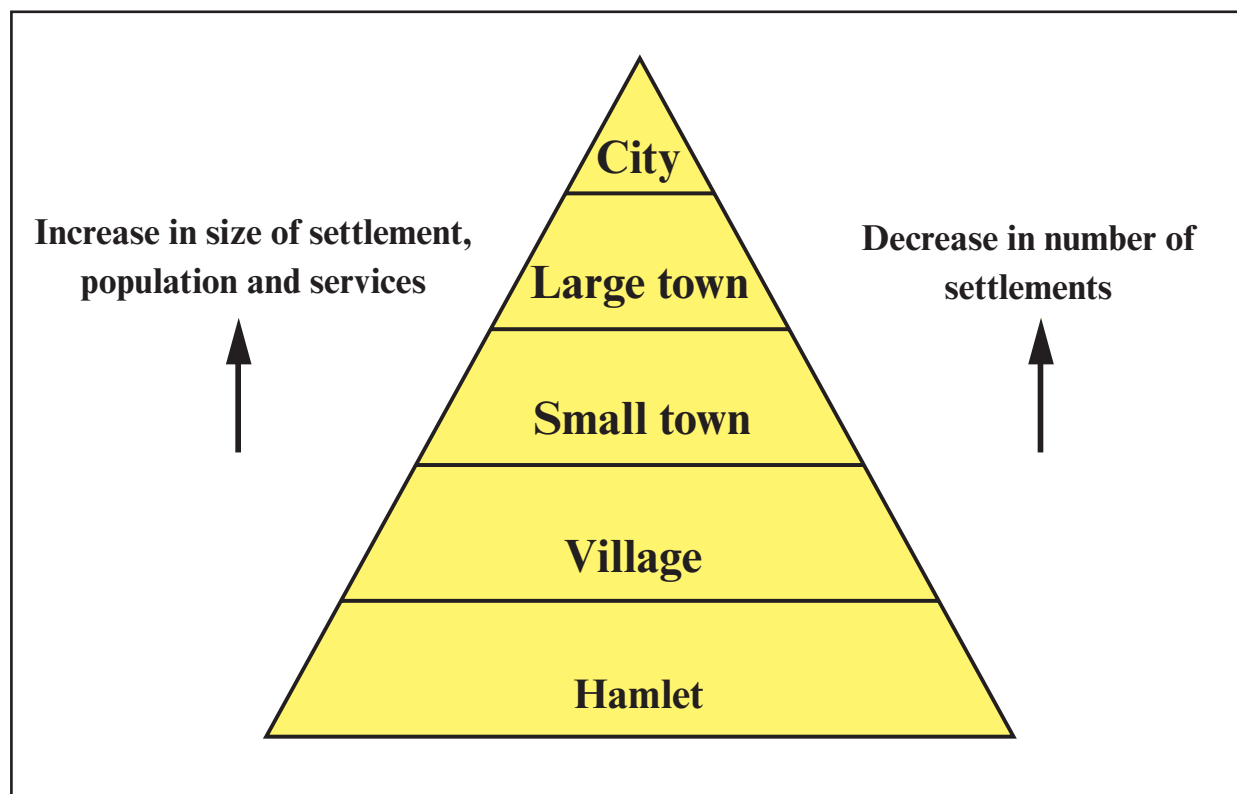 City
Increase in size of settlement,
population and services
Large town
Decrease in number of
settlements
Small town
Village
Hamlet